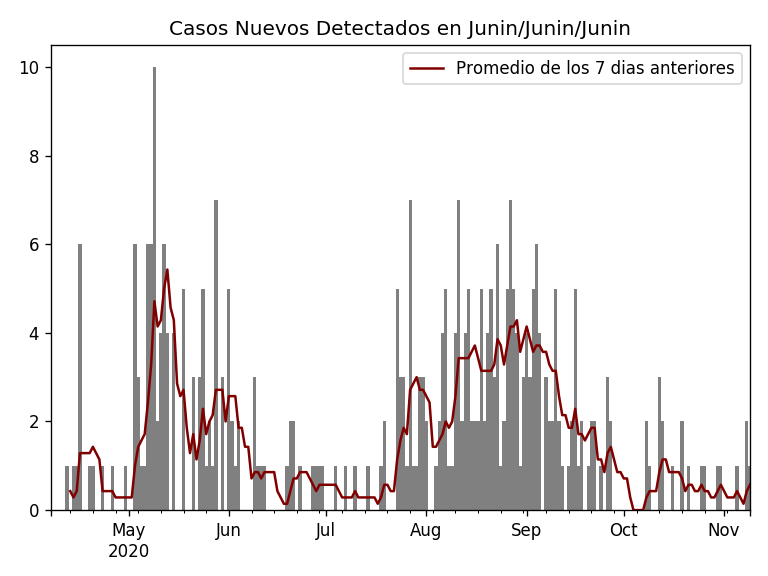 Casos Nuevos Detectados en Junin/Junin/Junin
Promedio de los 7 dias anteriores
10
8
6
4
2
0
May Jun Jul Aug Sep Oct Nov
2020